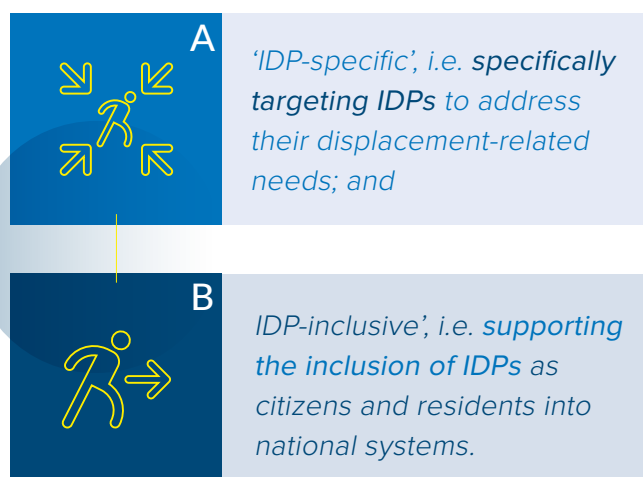 A
‘IDP-specific’, i.e. specifically
targeting IDPs to address
their displacement-related
needs; and
B
IDP-inclusive’, i.e. supporting
the inclusion of IDPs as
citizens and residents into
national systems.